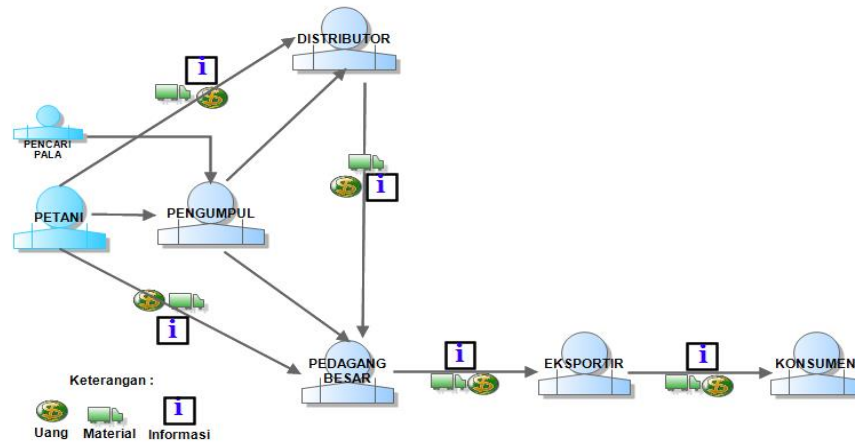 DISTRIBUTOR
i
$
PENCARI
PALA
$
i
PETANI
PENGUMPUL
$
i
PEDAGANG
BESAR
i
$
EKSPORTIR
i
$
KONSUMEN
Keterangan :
$
i
Uang Material Informasi